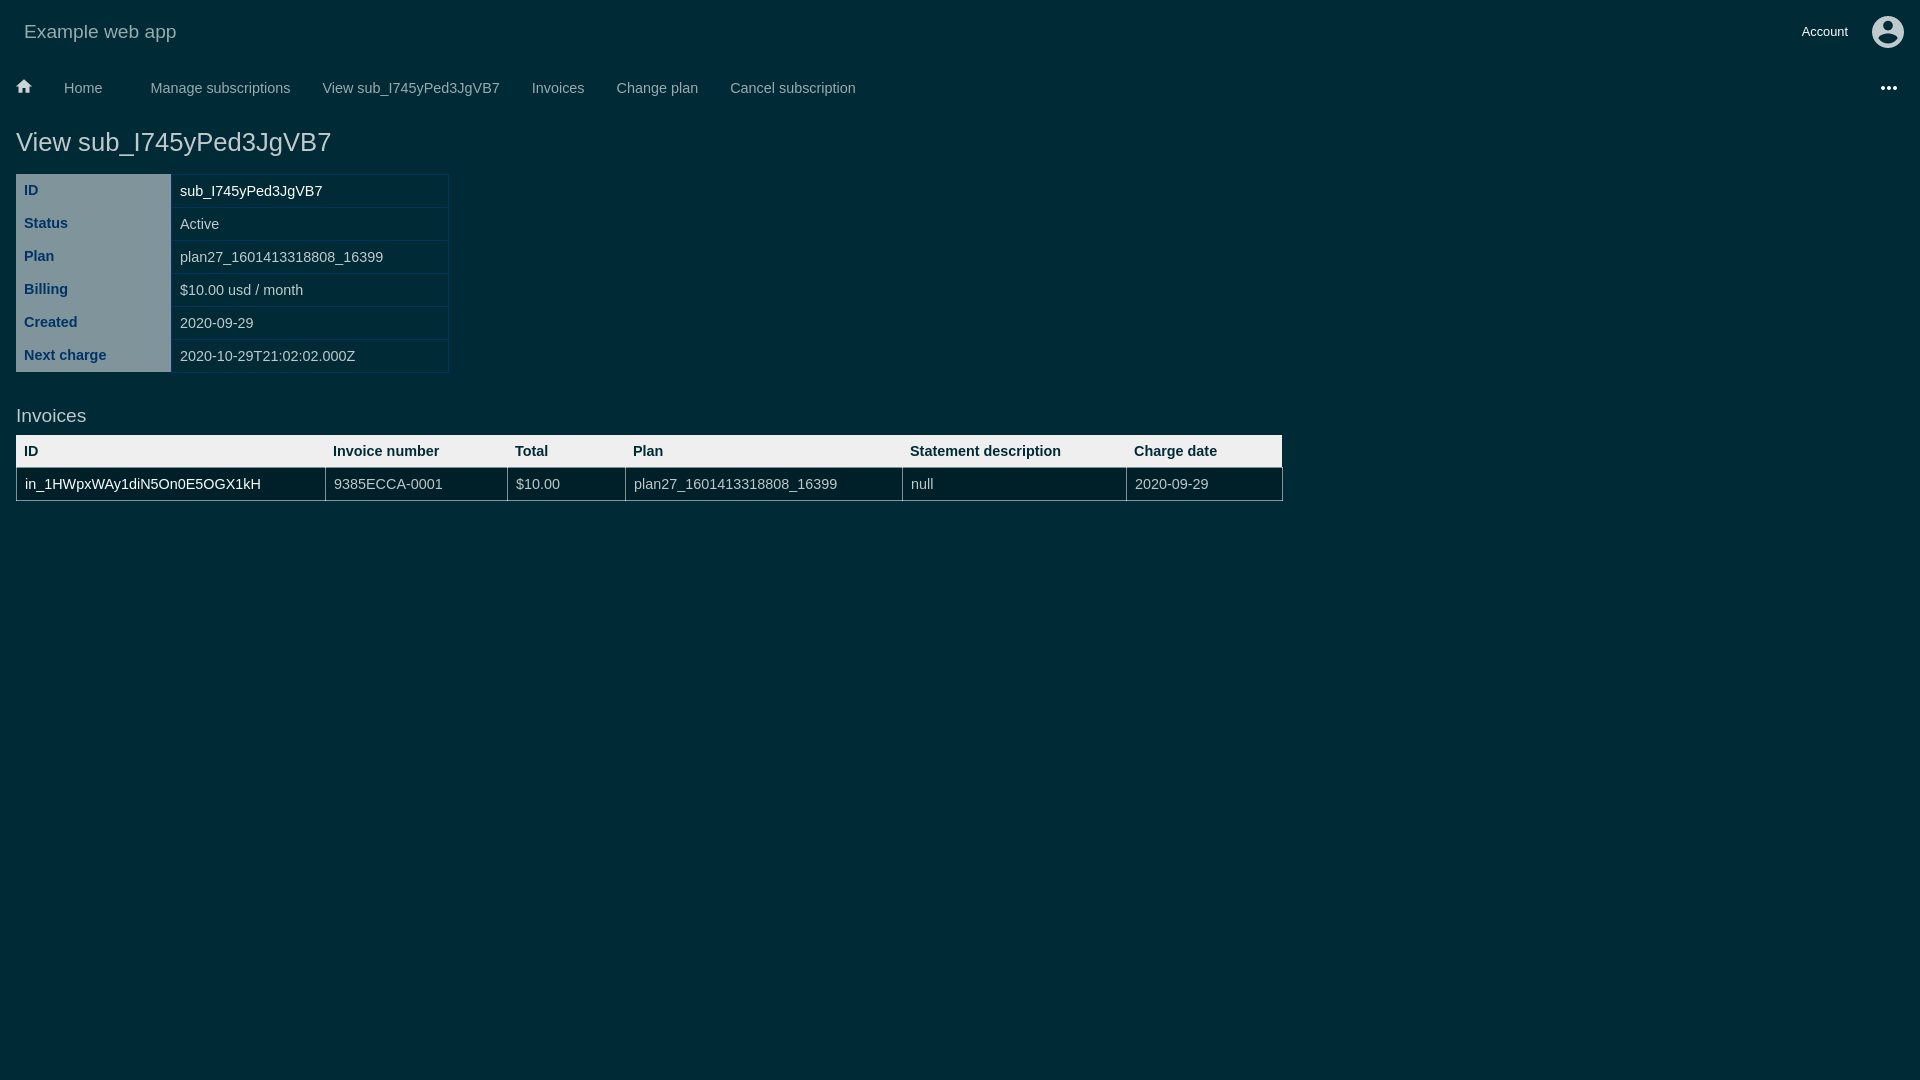 Example web app
Account
Home Manage subscriptions View sub_I745yPed3JgVB7 Invoices Change plan Cancel subscription
View sub_I745yPed3JgVB7
ID sub_I745yPed3JgVB7
Status Active
Plan plan27_1601413318808_16399
Billing $10.00 usd / month
Created 2020-09-29
Next charge 2020-10-29T21:02:02.000Z
Invoices
ID Invoice number Total Plan Statement description Charge date
in_1HWpxWAy1diN5On0E5OGX1kH 9385ECCA-0001 $10.00 plan27_1601413318808_16399 null 2020-09-29